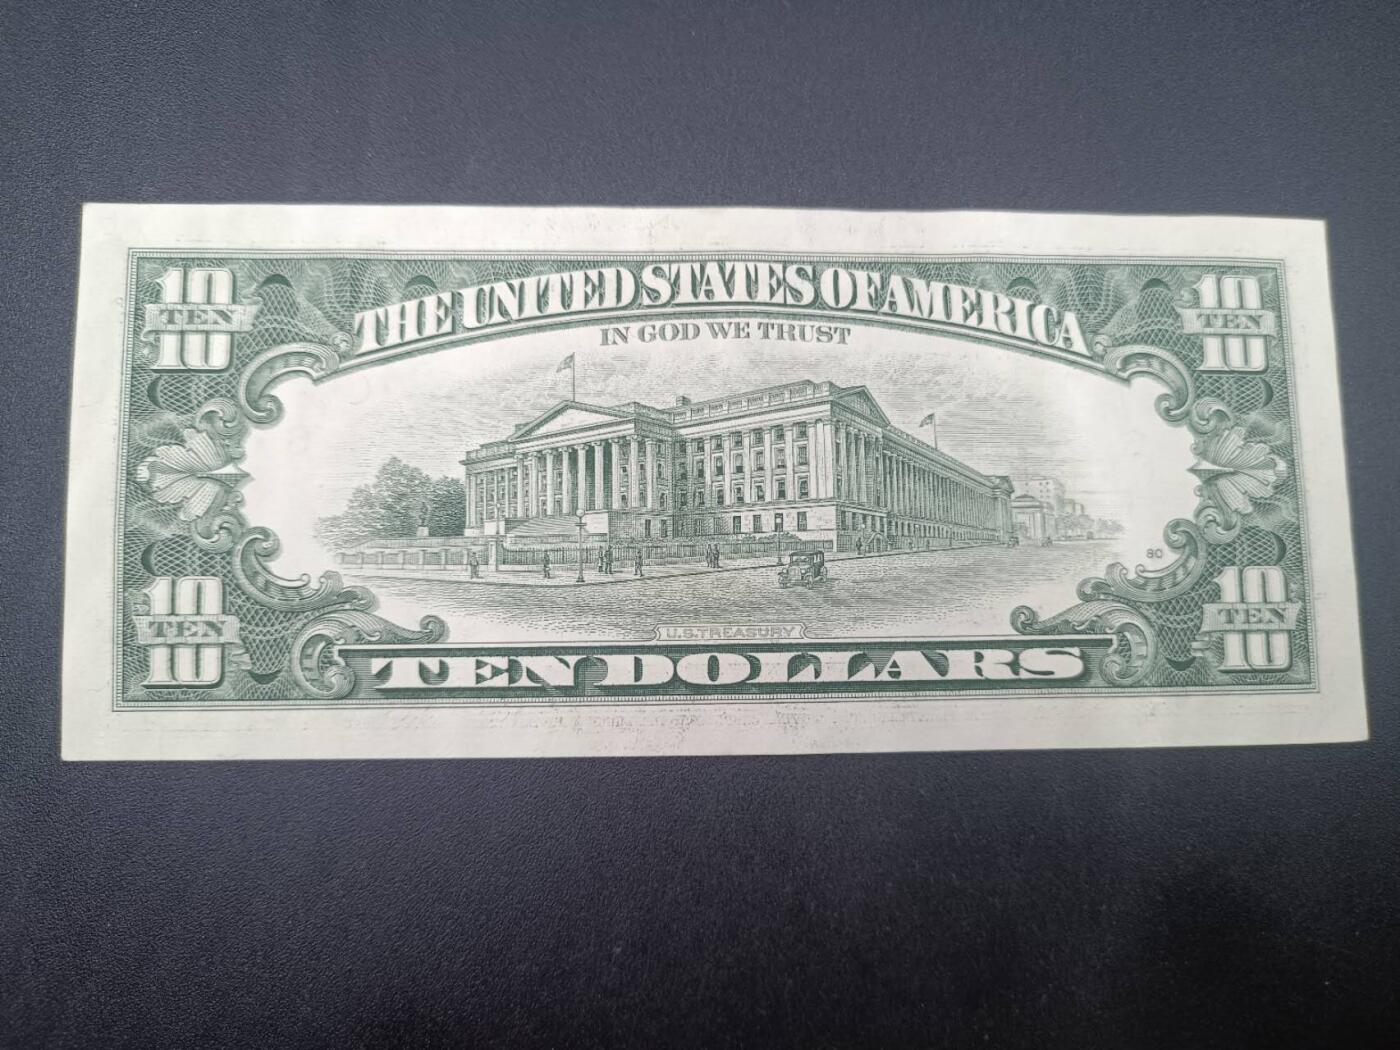 THE UNITED STATES OF AMERICA
IN GOD WE TRUST
10
TEN
10
10
TEN
10
80
10
TEN
10
10
TEN
10
U.S. TREASURY
TEN DOLLARS